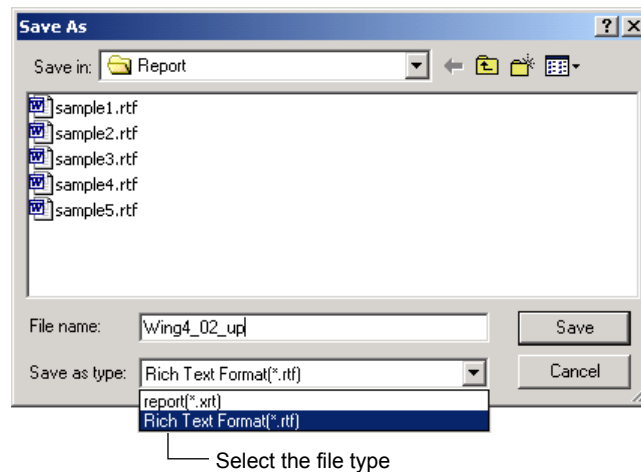 Save As
Save in: Report
sample1.rtf
sample2.rtf
sample3.rtf
sample4.rtf
sample5.rtf
File name: Wing4_02_up Save
Save as type: Rich Text Format(*.rtf) Cancel
report(*.xrt)
Rich Text Format(*.rtf)
Select the file type